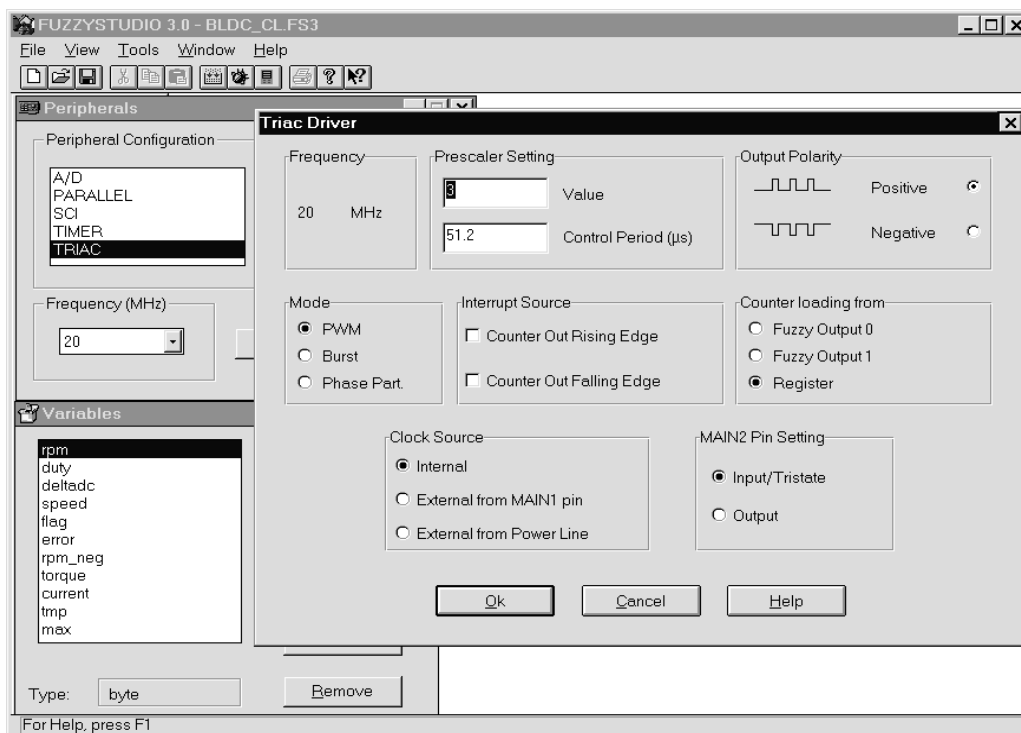 FUZZYSTUDIO 3.0 - BLDC_CL.FS3
File View Tools Window Help
Peripherals
Peripheral Configuration
A/D
PARALLEL
SCI
TIMER
TRIAC
Frequency (MHz)
20
Variables
rpm
duty
deltadc
speed
flag
error
rpm_neg
torque
current
tmp
max
Type: byte
Remove
Triac Driver
Frequency
20 MHz
Prescaler Setting
3 Value
51.2 Control Period (µs)
Output Polarity
Positive
Negative
Mode
PWM
Burst
Phase Part.
Interrupt Source
Counter Out Rising Edge
Counter Out Falling Edge
Counter loading from
Fuzzy Output 0
Fuzzy Output 1
Register
Clock Source
Internal
External from MAIN1 pin
External from Power Line
MAIN2 Pin Setting
Input/Tristate
Output
Ok Cancel Help
For Help, press F1